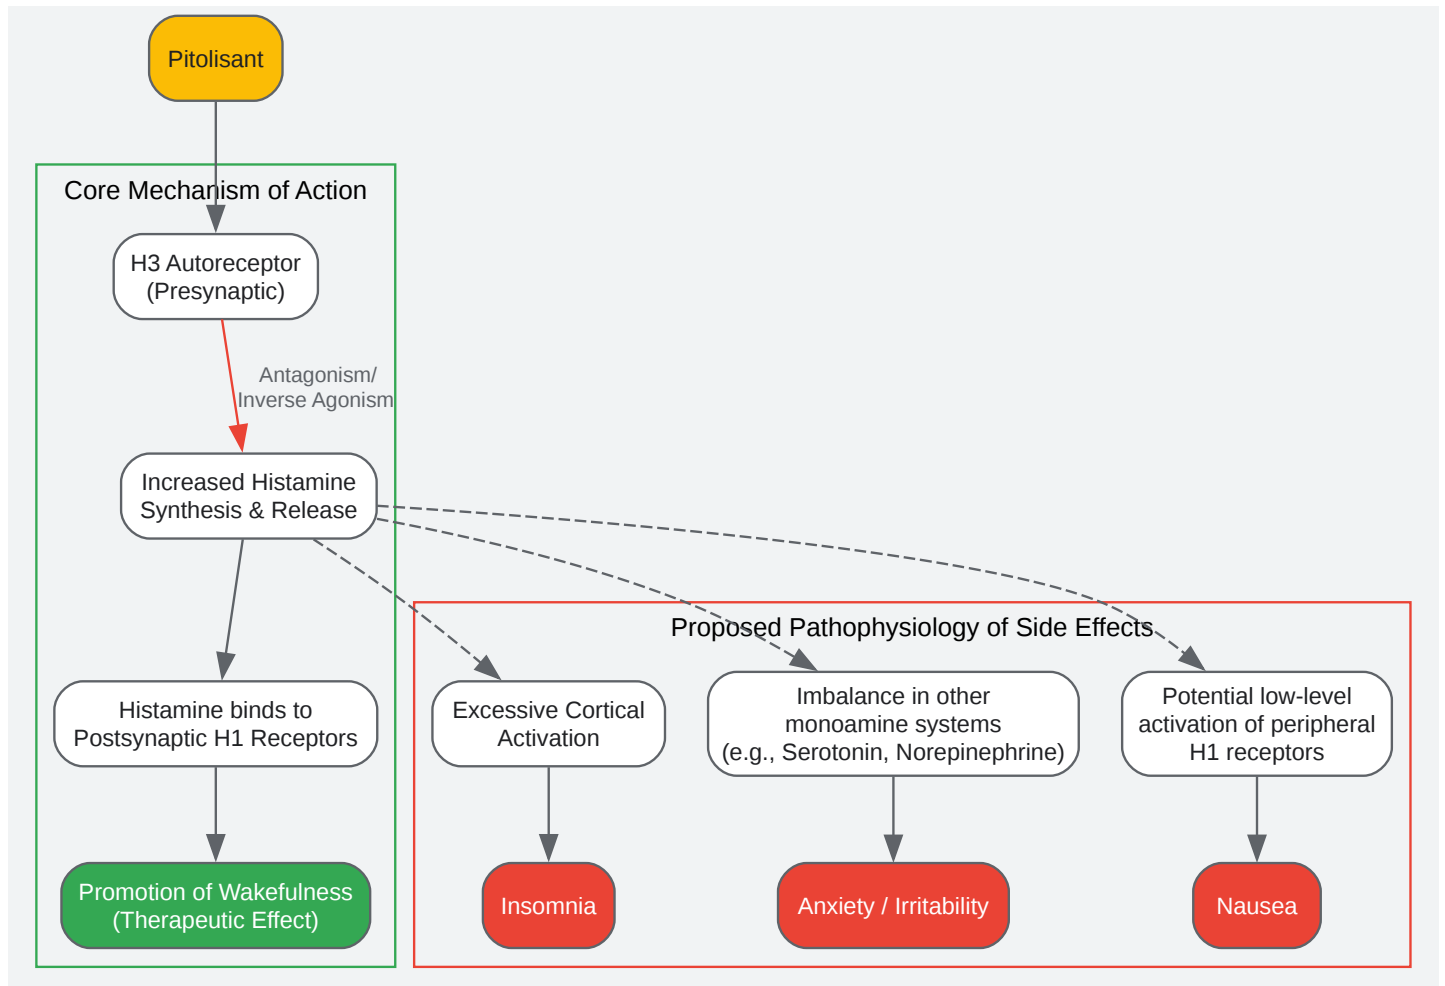 Pitolisant
Core Mechanism of Action
H3 Autoreceptor
(Presynaptic)
Antagonism/
Inverse Agonism
Increased Histamine
Synthesis & Release
Histamine binds to
Postsynaptic H1 Receptors
Promotion of Wakefulness
(Therapeutic Effect)
Proposed Pathophysiology of Side Effects
Excessive Cortical
Activation
Insomnia
Imbalance in other
monoamine systems
(e.g., Serotonin, Norepinephrine)
Anxiety / Irritability
Potential low-level
activation of peripheral
H1 receptors
Nausea